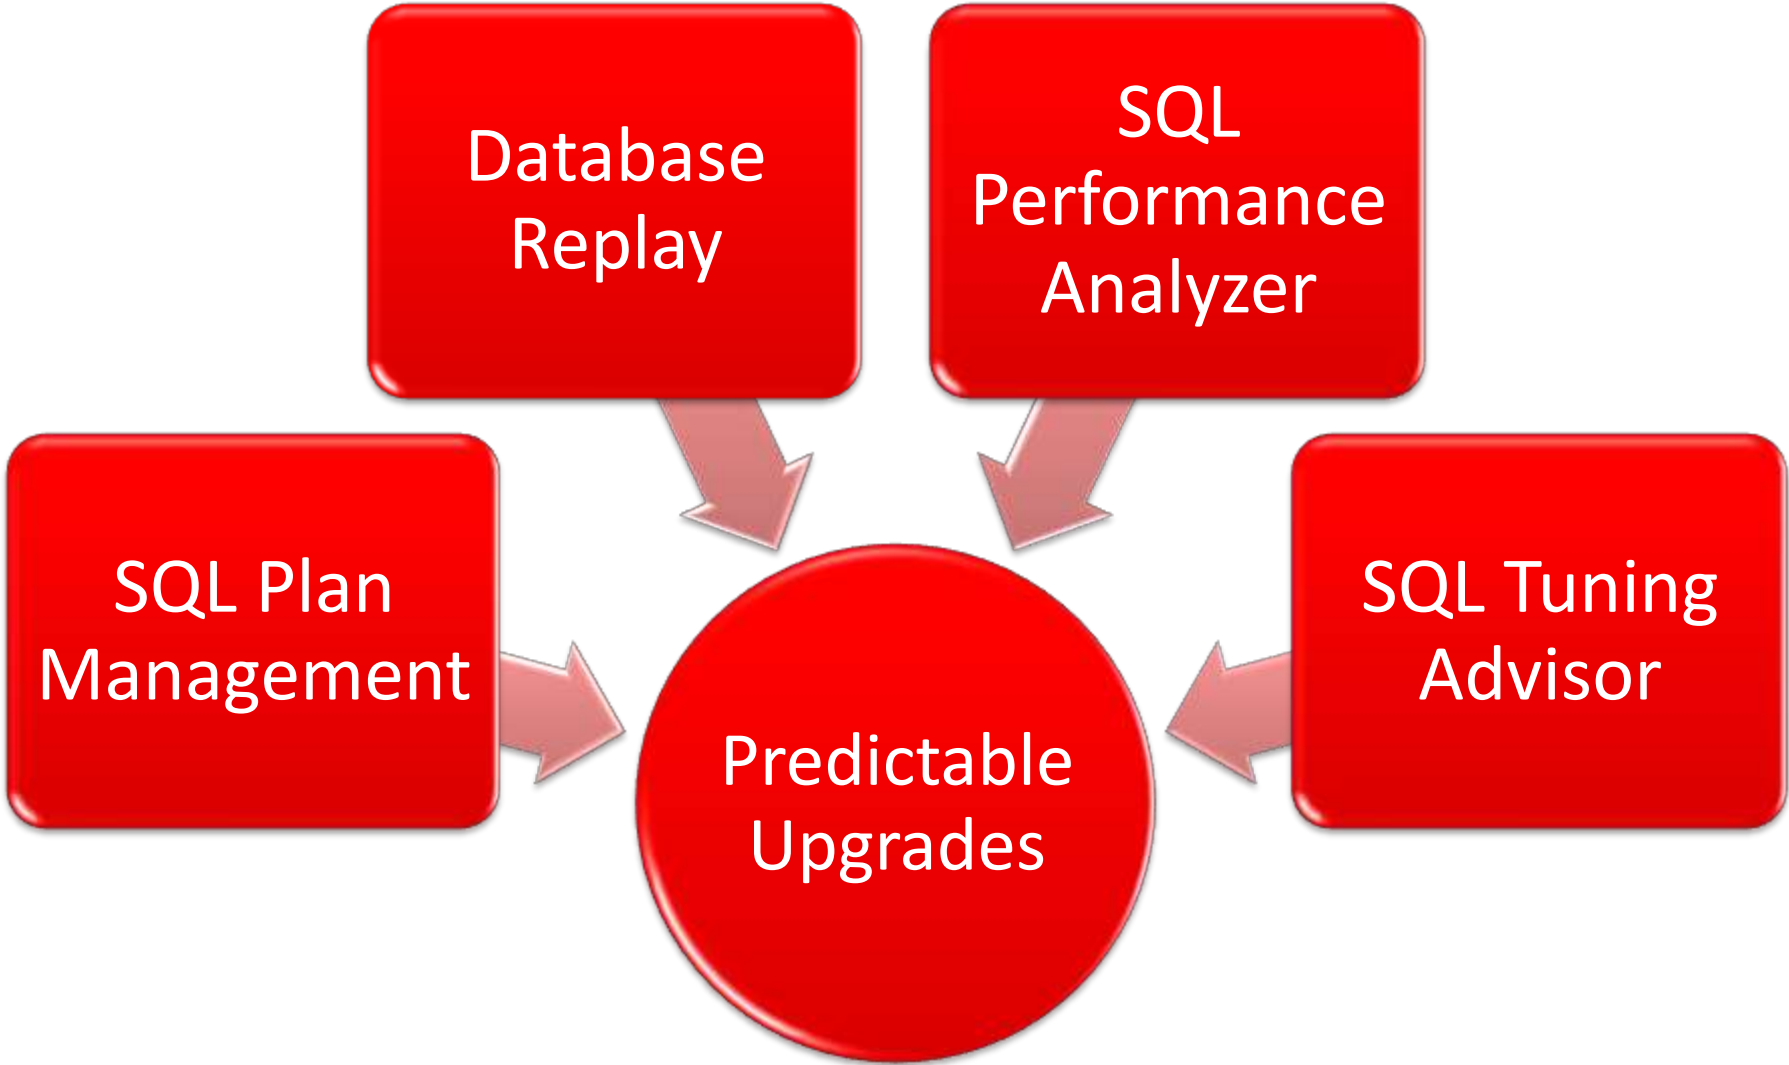 Database
Replay
SQL
Performance
Analyzer
SQL Plan
Management
SQL Tuning
Advisor
Predictable
Upgrades